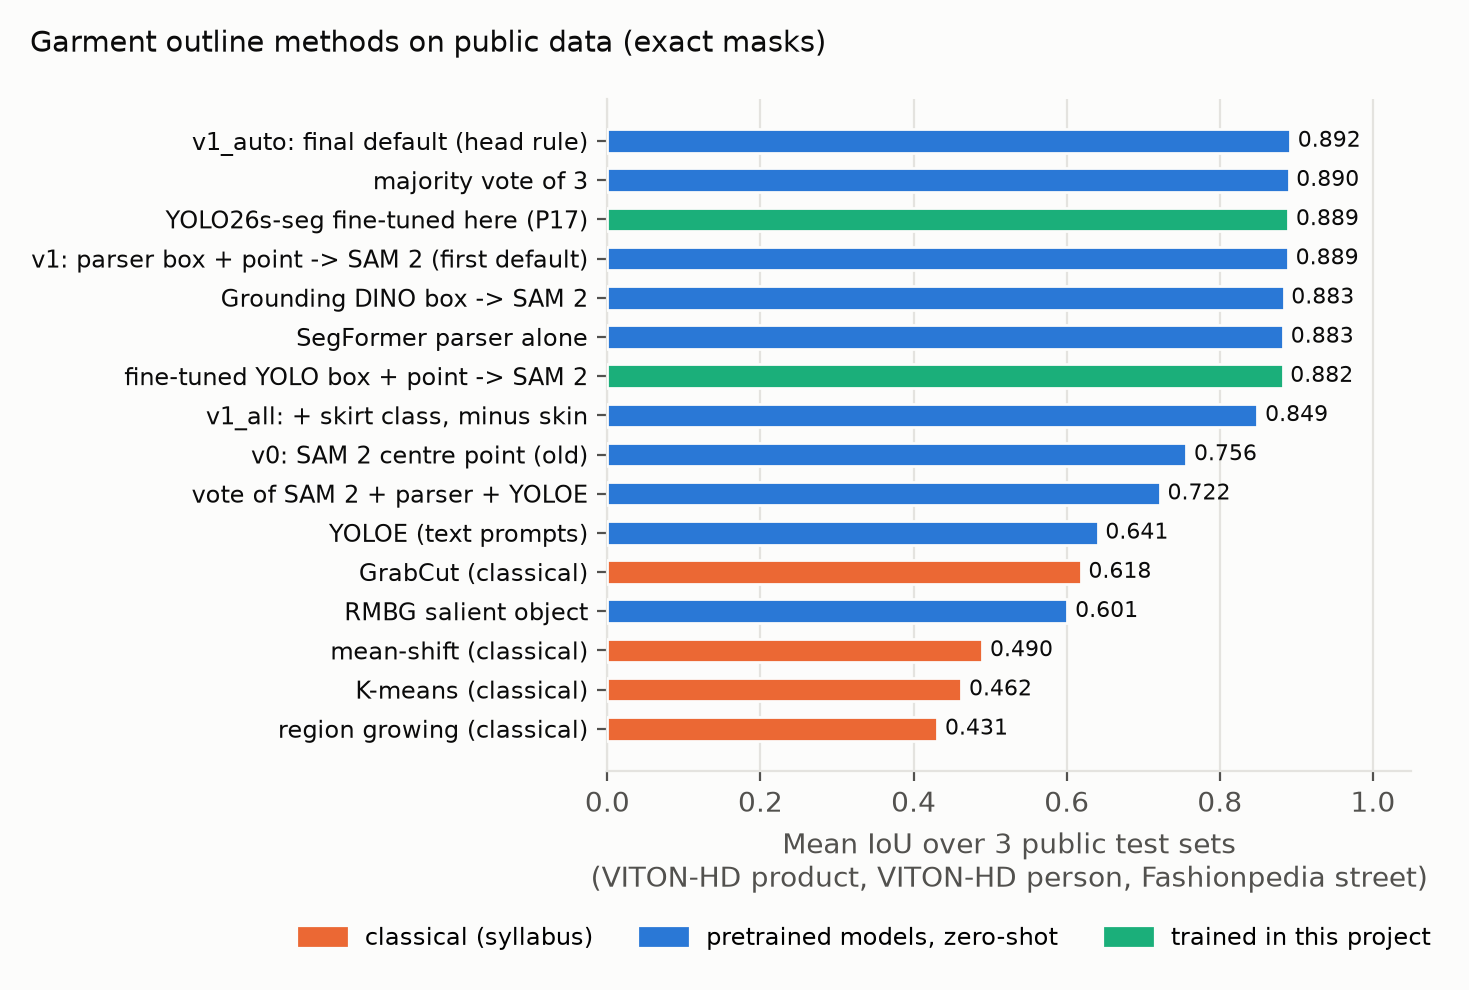 Garment outline methods on public data (exact masks)
v1_auto: final default (head rule) 0.892
majority vote of 3 0.890
YOLO26s-seg fine-tuned here (P17) 0.889
v1: parser box + point -> SAM 2 (first default) 0.889
Grounding DINO box -> SAM 2 0.883
SegFormer parser alone 0.883
fine-tuned YOLO box + point -> SAM 2 0.882
v1_all: + skirt class, minus skin 0.849
v0: SAM 2 centre point (old) 0.756
vote of SAM 2 + parser + YOLOE 0.722
YOLOE (text prompts) 0.641
GrabCut (classical) 0.618
RMBG salient object 0.601
mean-shift (classical) 0.490
K-means (classical) 0.462
region growing (classical) 0.431
0.0 0.2 0.4 0.6 0.8 1.0
Mean IoU over 3 public test sets
(VITON-HD product, VITON-HD person, Fashionpedia street)
classical (syllabus) pretrained models, zero-shot trained in this project